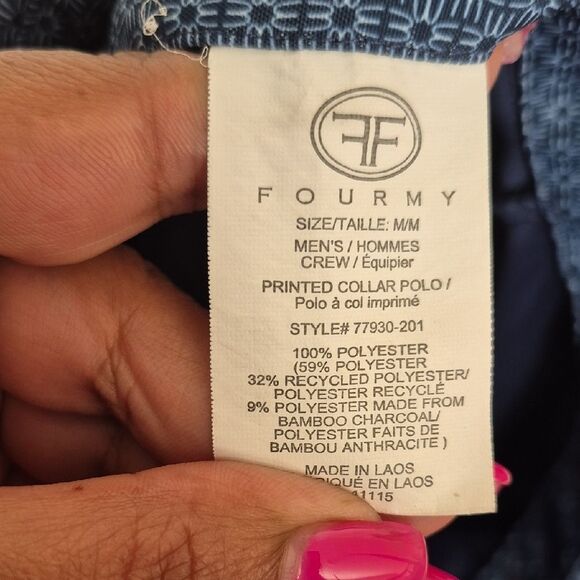 FF
FOURMY
SIZE/TAILLE: M/M
MEN'S / HOMMES
CREW / Équipier
PRINTED COLLAR POLO /
Polo à col imprimé
STYLE# 77930-201
100% POLYESTER
(59% POLYESTER
32% RECYCLED POLYESTER/
POLYESTER RECYCLÉ
9% POLYESTER MADE FROM
BAMBOO CHARCOAL/
POLYESTER FAITS DE
BAMBOU ANTHRACITE )
MADE IN LAOS
RIQUÉ EN LAOS
41115